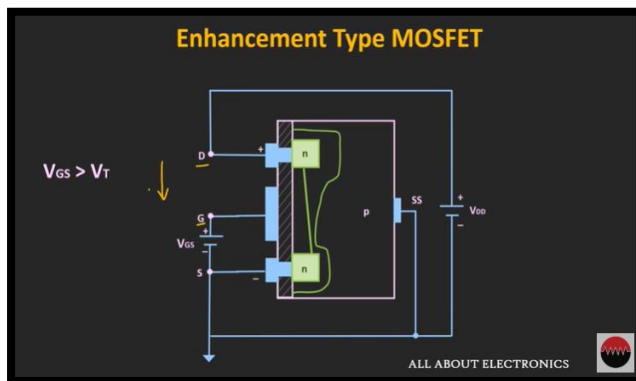 Enhancement Type MOSFET
+
D
n
VGS > VT
G
+
VGS
−
p
SS
+
VDD
−
S
−
n
ALL ABOUT ELECTRONICS